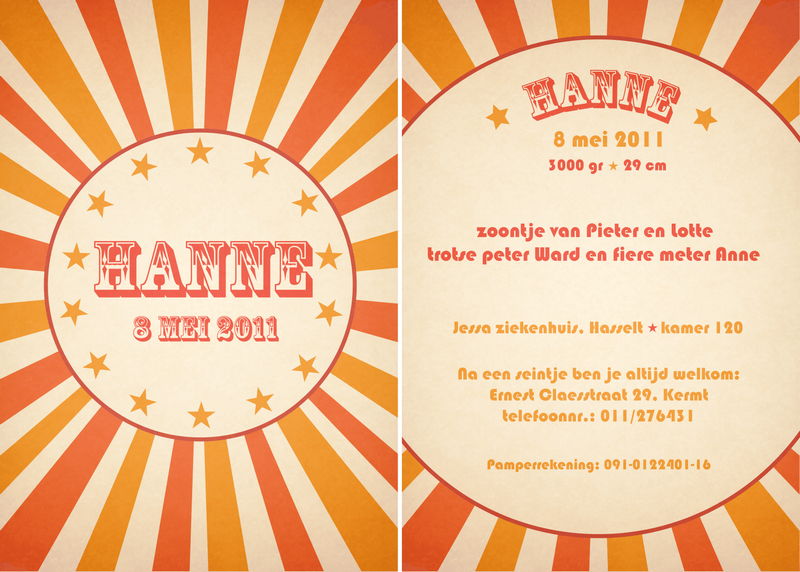 HANNE
8 MEI 2011
HANNE
8 mei 2011
3000 gr ★ 29 cm
zoontje van Pieter en Lotte
trotse peter Ward en fiere meter Anne
Jessa ziekenhuis, Hasselt ★ kamer 120
Na een seintje ben je altijd welkom:
Ernest Claesstraat 29, Kermt
telefoonnr.: 011/276431
Pamperrekening: 091-0122401-16